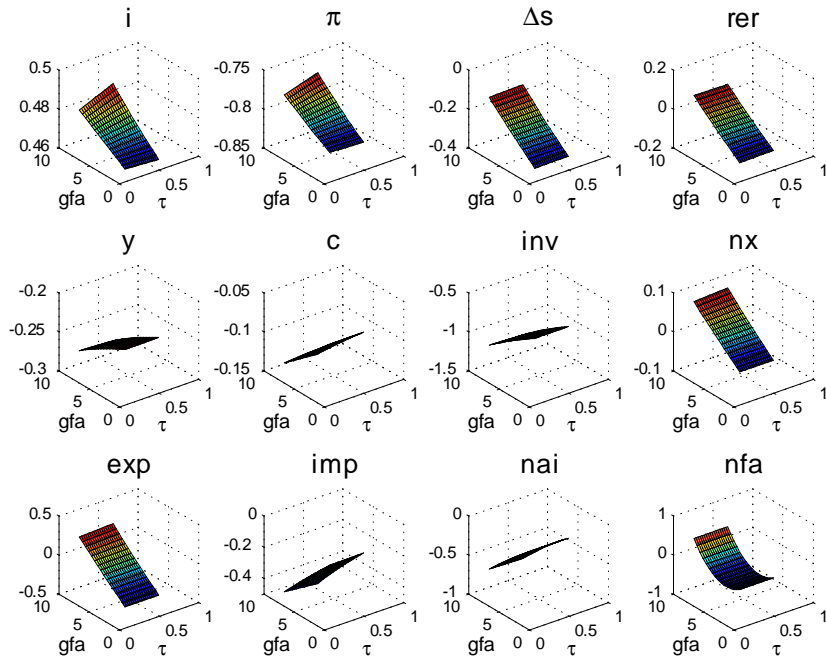 i π Δs rer
0.5 -0.75 0 0.2
0.48 -0.8 -0.2 0
0.46 -0.85 -0.4 -0.2
10 10 10 10
5 5 5 5
0 0 0.5 1 0 0 0.5 1 0 0 0.5 1 0 0 0.5 1
gfa τ gfa τ gfa τ gfa τ
y c inv nx
-0.2 -0.05 -0.5 0.1
-0.25 -0.1 -1 0
-0.3 -0.15 -1.5 -0.1
10 10 10 10
5 5 5 5
0 0 0.5 1 0 0 0.5 1 0 0 0.5 1 0 0 0.5 1
gfa τ gfa τ gfa τ gfa τ
exp imp nai nfa
0.5 0 0 1
0 -0.2 -0.5 0
-0.5 -0.4 -1 -1
10 10 10 10
5 5 5 5
0 0 0.5 1 0 0 0.5 1 0 0 0.5 1 0 0 0.5 1
gfa τ gfa τ gfa τ gfa τ